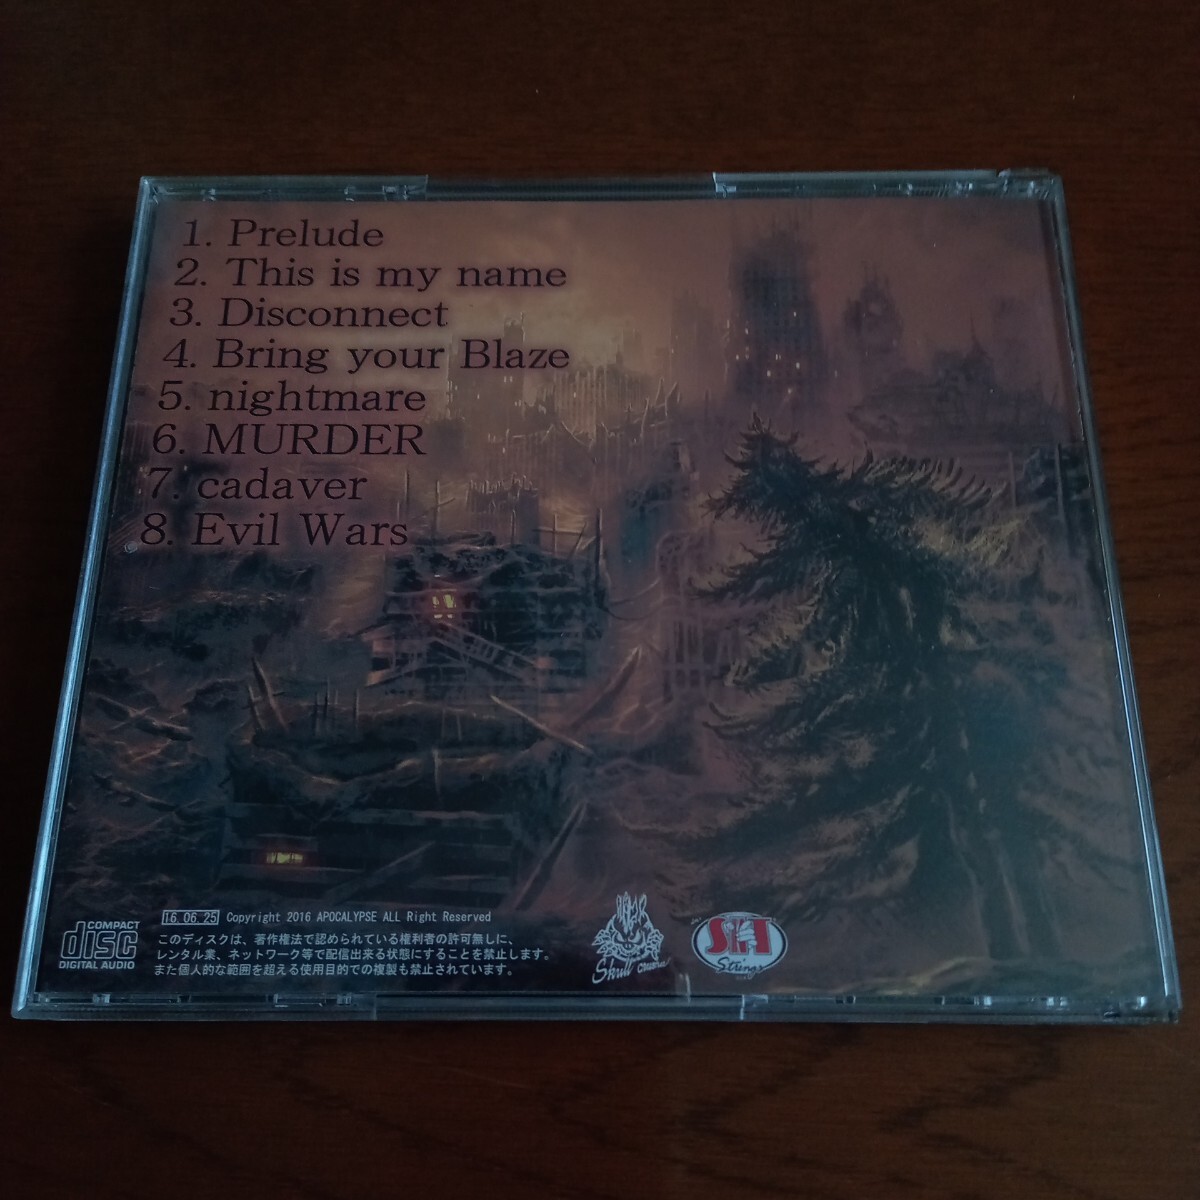 1. Prelude
2. This is my name
3. Disconnect
4. Bring your Blaze
5. nightmare
6. MURDER
7. cadaver
8. Evil Wars
COMPACT
disc
DIGITAL AUDIO
16.06.25 Copyright 2016 APOCALYPSE ALL Right Reserved
このディスクは、著作権法で認められている権利者の許可無しに、
レンタル業、ネットワーク等で配信出来る状態にすることを禁止します。
また個人的な範囲を超える使用目的での複製も禁止されています。
Skull
SIT
Strings